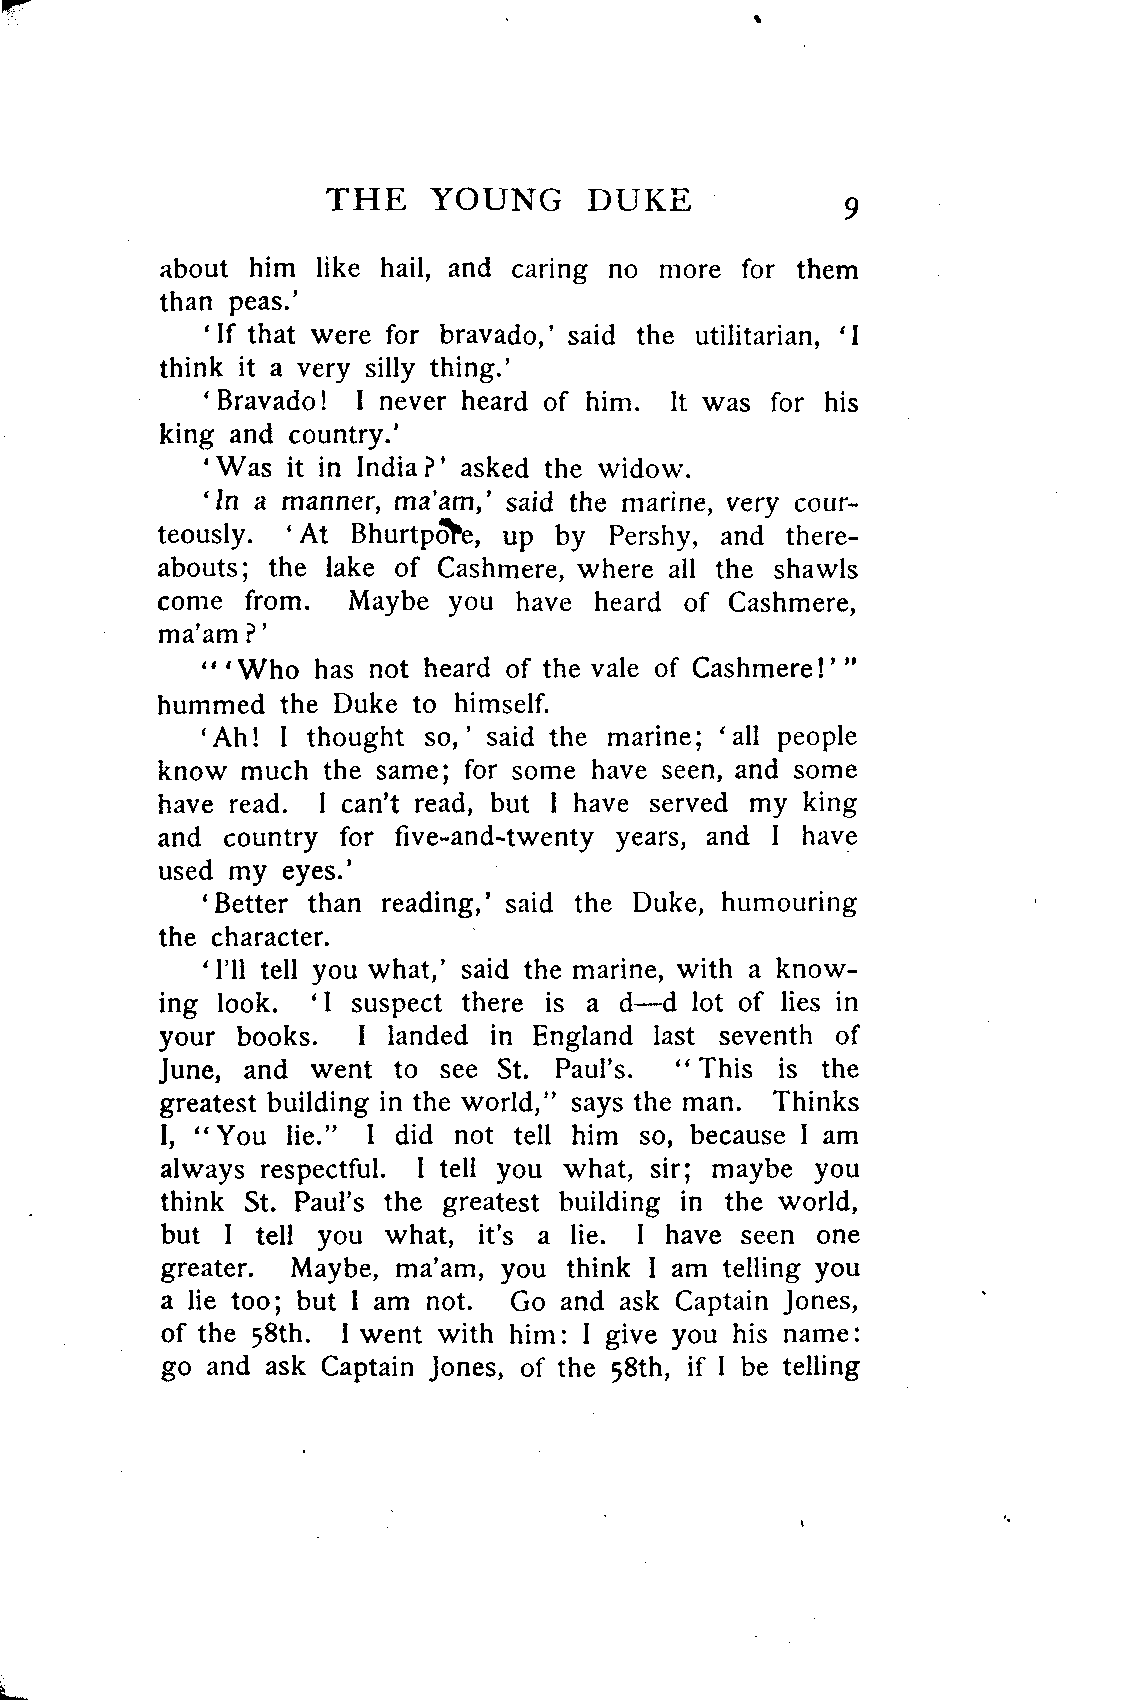 THE YOUNG DUKE 9
about him like hail, and caring no more for them
than peas.'
'If that were for bravado,' said the utilitarian, 'I
think it a very silly thing.'
'Bravado! I never heard of him. It was for his
king and country.'
'Was it in India?' asked the widow.
'In a manner, ma'am,' said the marine, very cour-
teously. 'At Bhurtpore, up by Pershy, and there-
abouts; the lake of Cashmere, where all the shawls
come from. Maybe you have heard of Cashmere,
ma'am?'
"'Who has not heard of the vale of Cashmere!'"
hummed the Duke to himself.
'Ah! I thought so,' said the marine; 'all people
know much the same; for some have seen, and some
have read. I can't read, but I have served my king
and country for five-and-twenty years, and I have
used my eyes.'
'Better than reading,' said the Duke, humouring
the character.
'I'll tell you what,' said the marine, with a know-
ing look. 'I suspect there is a d—d lot of lies in
your books. I landed in England last seventh of
June, and went to see St. Paul's. "This is the
greatest building in the world," says the man. Thinks
I, "You lie." I did not tell him so, because I am
always respectful. I tell you what, sir; maybe you
think St. Paul's the greatest building in the world,
but I tell you what, it's a lie. I have seen one
greater. Maybe, ma'am, you think I am telling you
a lie too; but I am not. Go and ask Captain Jones,
of the 58th. I went with him: I give you his name:
go and ask Captain Jones, of the 58th, if I be telling